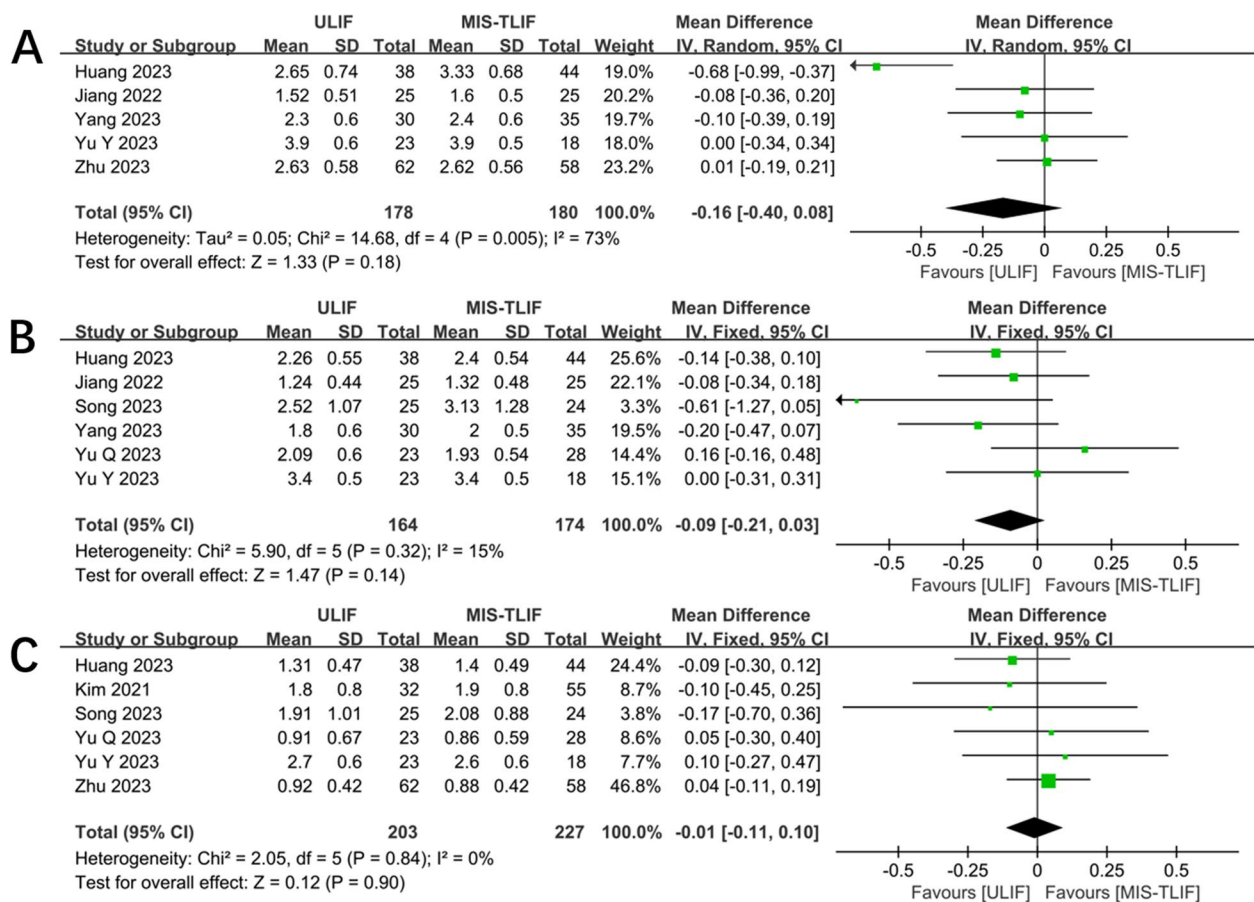 A
ULIF MIS-TLIF Mean Difference Mean Difference
Study or Subgroup Mean SD Total Mean SD Total Weight IV, Random, 95% CI IV, Random, 95% CI
Huang 2023 2.65 0.74 38 3.33 0.68 44 19.0% -0.68 [-0.99, -0.37]
Jiang 2022 1.52 0.51 25 1.6 0.5 25 20.2% -0.08 [-0.36, 0.20]
Yang 2023 2.3 0.6 30 2.4 0.6 35 19.7% -0.10 [-0.39, 0.19]
Yu Y 2023 3.9 0.6 23 3.9 0.5 18 18.0% 0.00 [-0.34, 0.34]
Zhu 2023 2.63 0.58 62 2.62 0.56 58 23.2% 0.01 [-0.19, 0.21]
Total (95% CI) 178 180 100.0% -0.16 [-0.40, 0.08]
Heterogeneity: Tau² = 0.05; Chi² = 14.68, df = 4 (P = 0.005); I² = 73%
Test for overall effect: Z = 1.33 (P = 0.18)
-0.5 -0.25 0 0.25 0.5
Favours [ULIF] Favours [MIS-TLIF]
B
ULIF MIS-TLIF Mean Difference Mean Difference
Study or Subgroup Mean SD Total Mean SD Total Weight IV, Fixed, 95% CI IV, Fixed, 95% CI
Huang 2023 2.26 0.55 38 2.4 0.54 44 25.6% -0.14 [-0.38, 0.10]
Jiang 2022 1.24 0.44 25 1.32 0.48 25 22.1% -0.08 [-0.34, 0.18]
Song 2023 2.52 1.07 25 3.13 1.28 24 3.3% -0.61 [-1.27, 0.05]
Yang 2023 1.8 0.6 30 2 0.5 35 19.5% -0.20 [-0.47, 0.07]
Yu Q 2023 2.09 0.6 23 1.93 0.54 28 14.4% 0.16 [-0.16, 0.48]
Yu Y 2023 3.4 0.5 23 3.4 0.5 18 15.1% 0.00 [-0.31, 0.31]
Total (95% CI) 164 174 100.0% -0.09 [-0.21, 0.03]
Heterogeneity: Chi² = 5.90, df = 5 (P = 0.32); I² = 15%
Test for overall effect: Z = 1.47 (P = 0.14)
-0.5 -0.25 0 0.25 0.5
Favours [ULIF] Favours [MIS-TLIF]
C
ULIF MIS-TLIF Mean Difference Mean Difference
Study or Subgroup Mean SD Total Mean SD Total Weight IV, Fixed, 95% CI IV, Fixed, 95% CI
Huang 2023 1.31 0.47 38 1.4 0.49 44 24.4% -0.09 [-0.30, 0.12]
Kim 2021 1.8 0.8 32 1.9 0.8 55 8.7% -0.10 [-0.45, 0.25]
Song 2023 1.91 1.01 25 2.08 0.88 24 3.8% -0.17 [-0.70, 0.36]
Yu Q 2023 0.91 0.67 23 0.86 0.59 28 8.6% 0.05 [-0.30, 0.40]
Yu Y 2023 2.7 0.6 23 2.6 0.6 18 7.7% 0.10 [-0.27, 0.47]
Zhu 2023 0.92 0.42 62 0.88 0.42 58 46.8% 0.04 [-0.11, 0.19]
Total (95% CI) 203 227 100.0% -0.01 [-0.11, 0.10]
Heterogeneity: Chi² = 2.05, df = 5 (P = 0.84); I² = 0%
Test for overall effect: Z = 0.12 (P = 0.90)
-0.5 -0.25 0 0.25 0.5
Favours [ULIF] Favours [MIS-TLIF]